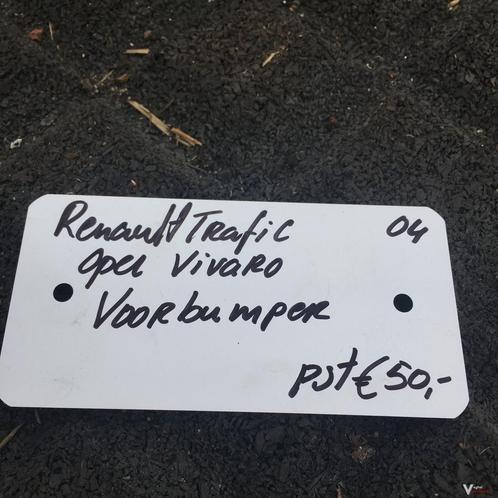 Renault Trafic 04
Opel Vivaro
Voorbumper
pst € 50,-